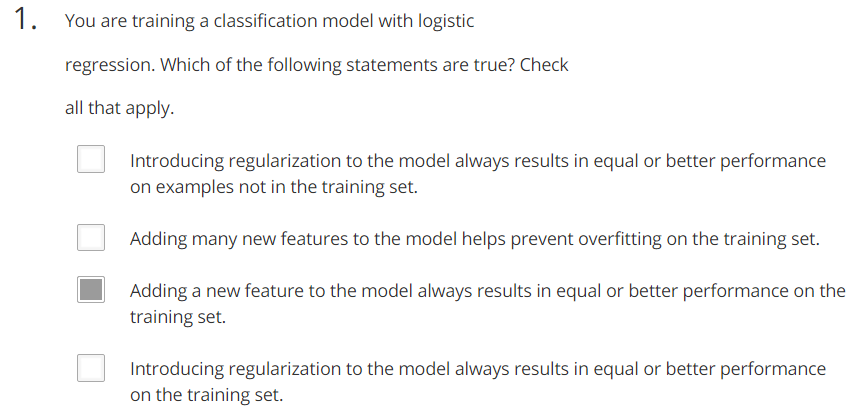 1. You are training a classification model with logistic
regression. Which of the following statements are true? Check
all that apply.
Introducing regularization to the model always results in equal or better performance
on examples not in the training set.
Adding many new features to the model helps prevent overfitting on the training set.
Adding a new feature to the model always results in equal or better performance on the
training set.
Introducing regularization to the model always results in equal or better performance
on the training set.